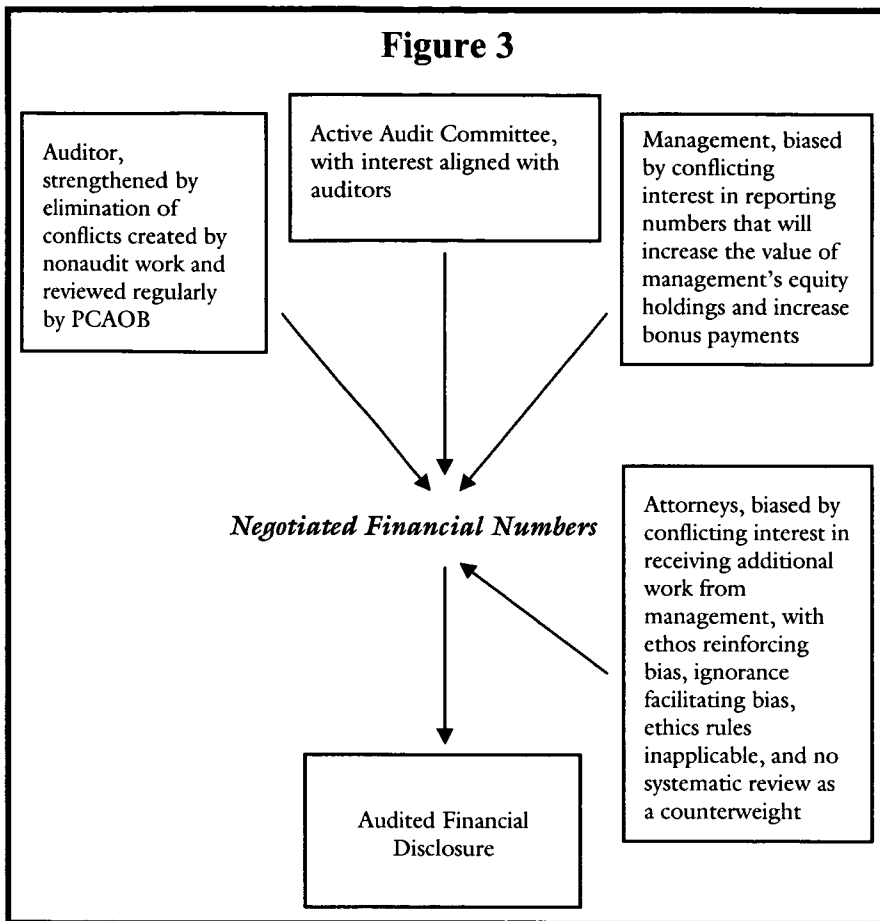 Figure 3
Auditor,
strengthened by
elimination of
conflicts created by
nonaudit work and
reviewed regularly
by PCAOB
Active Audit Committee,
with interest aligned with
auditors
Management, biased
by conflicting
interest in reporting
numbers that will
increase the value of
management's equity
holdings and increase
bonus payments
Negotiated Financial Numbers
Attorneys, biased by
conflicting interest in
receiving additional
work from
management, with
ethos reinforcing
bias, ignorance
facilitating bias,
ethics rules
inapplicable, and no
systematic review as
a counterweight
Audited Financial
Disclosure